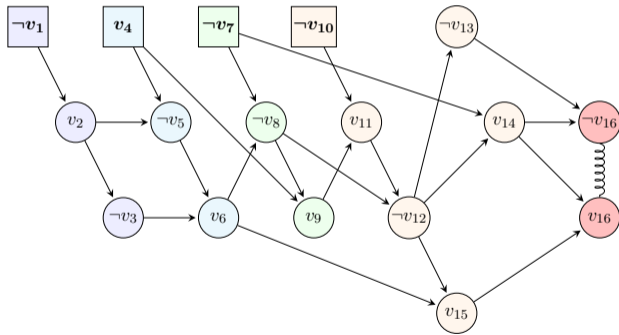 ¬v₁ v₄ ¬v₇ ¬v₁₀ ¬v₁₃
v₂ ¬v₅ ¬v₈ v₁₁ v₁₄ ¬v₁₆
¬v₃ v₆ v₉ ¬v₁₂ v₁₆
v₁₅